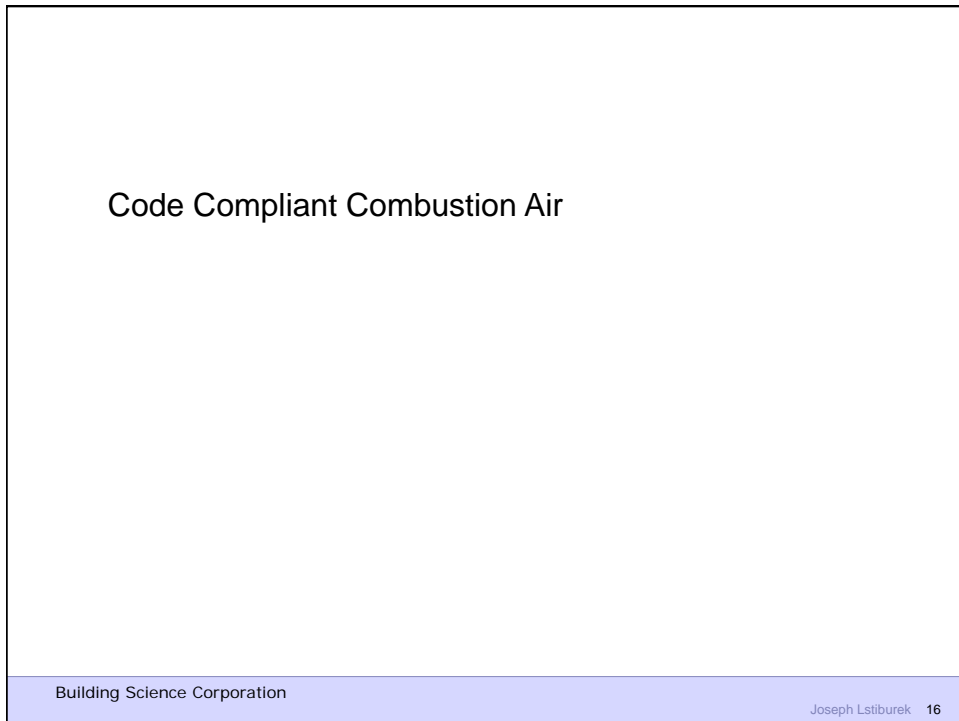 Code Compliant Combustion Air
Building Science Corporation
Joseph Lstiburek 16